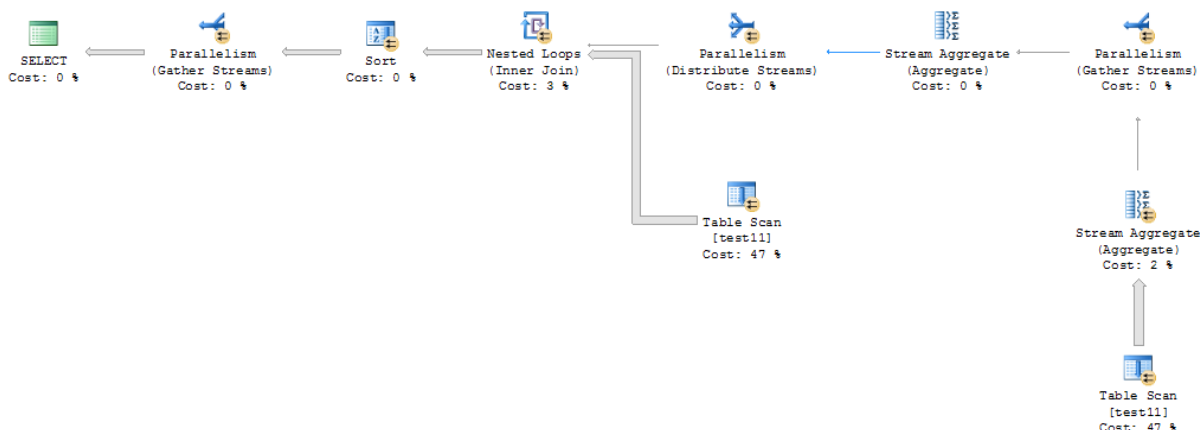 SELECT
Cost: 0 %
Parallelism
(Gather Streams)
Cost: 0 %
Sort
Cost: 0 %
Nested Loops
(Inner Join)
Cost: 3 %
Parallelism
(Distribute Streams)
Cost: 0 %
Stream Aggregate
(Aggregate)
Cost: 0 %
Parallelism
(Gather Streams)
Cost: 0 %
Table Scan
[test11]
Cost: 47 %
Stream Aggregate
(Aggregate)
Cost: 2 %
Table Scan
[test11]
Cost: 47 %